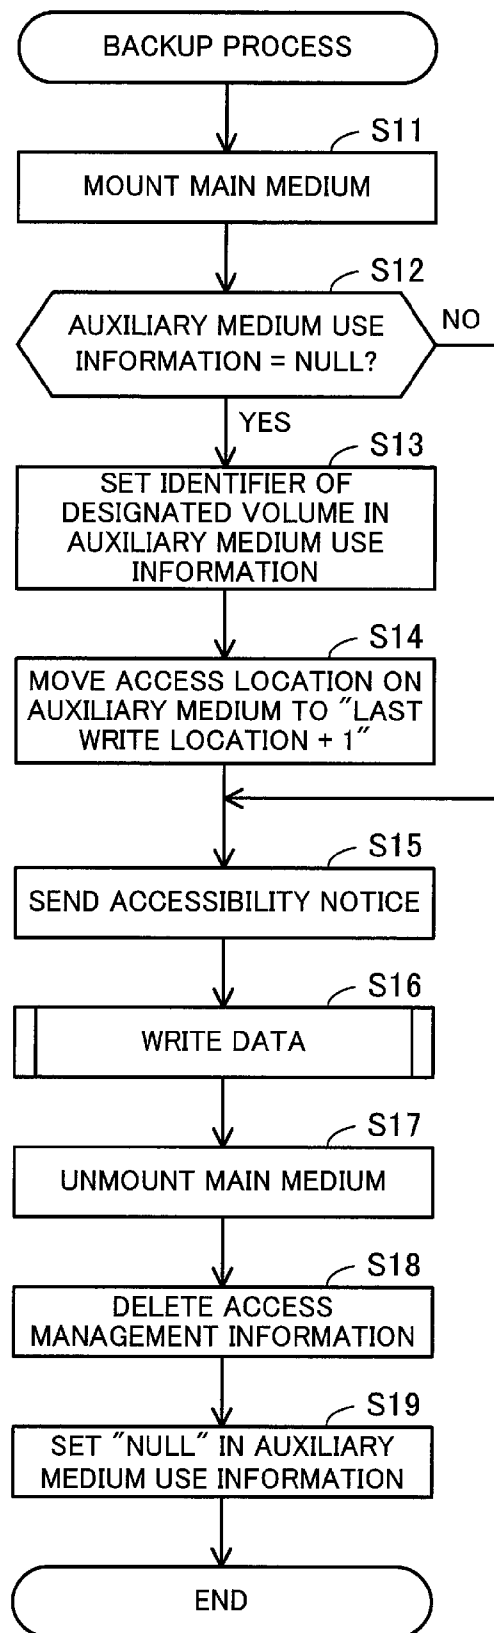 BACKUP PROCESS
S11
MOUNT MAIN MEDIUM
S12
AUXILIARY MEDIUM USE
INFORMATION = NULL?
NO
YES
S13
SET IDENTIFIER OF
DESIGNATED VOLUME IN
AUXILIARY MEDIUM USE
INFORMATION
S14
MOVE ACCESS LOCATION ON
AUXILIARY MEDIUM TO "LAST
WRITE LOCATION + 1"
S15
SEND ACCESSIBILITY NOTICE
S16
WRITE DATA
S17
UNMOUNT MAIN MEDIUM
S18
DELETE ACCESS
MANAGEMENT INFORMATION
S19
SET "NULL" IN AUXILIARY
MEDIUM USE INFORMATION
END